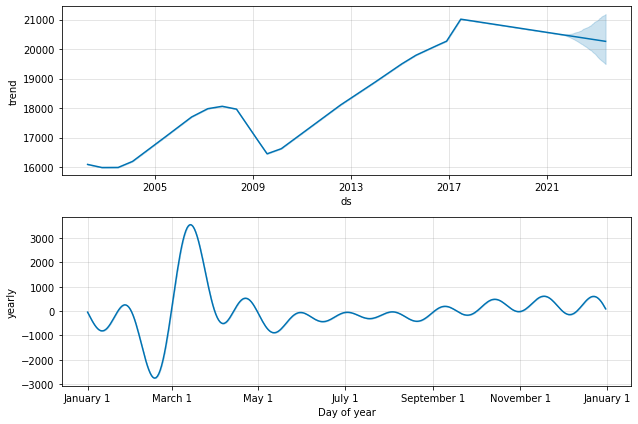 21000
20000
19000
18000
17000
16000
trend
2005 2009 2013 2017 2021
ds
3000
2000
1000
0
−1000
−2000
−3000
yearly
January 1 March 1 May 1 July 1 September 1 November 1 January 1
Day of year